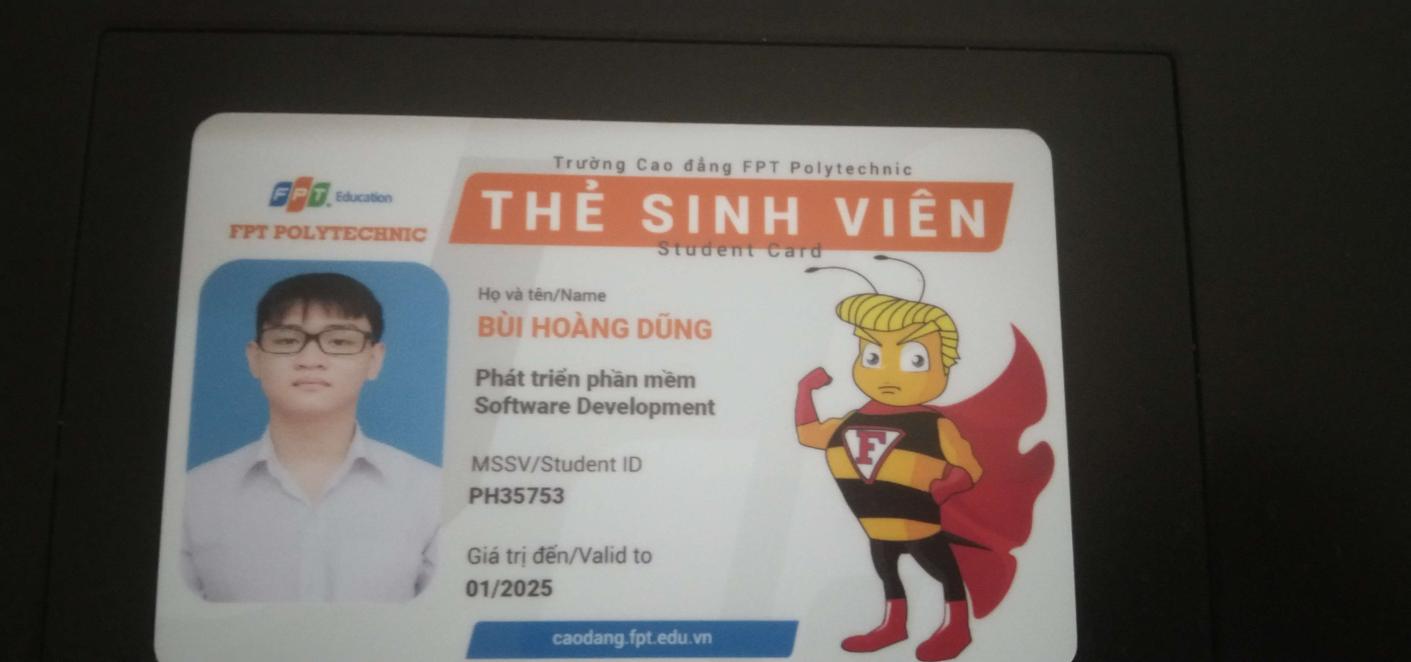 Trường Cao đẳng FPT Polytechnic
FPT Education
FPT POLYTECHNIC
THẺ SINH VIÊN
Student Card
Họ và tên/Name
BÙI HOÀNG DŨNG
Phát triển phần mềm
Software Development
MSSV/Student ID
PH35753
Giá trị đến/Valid to
01/2025
caodang.fpt.edu.vn
F